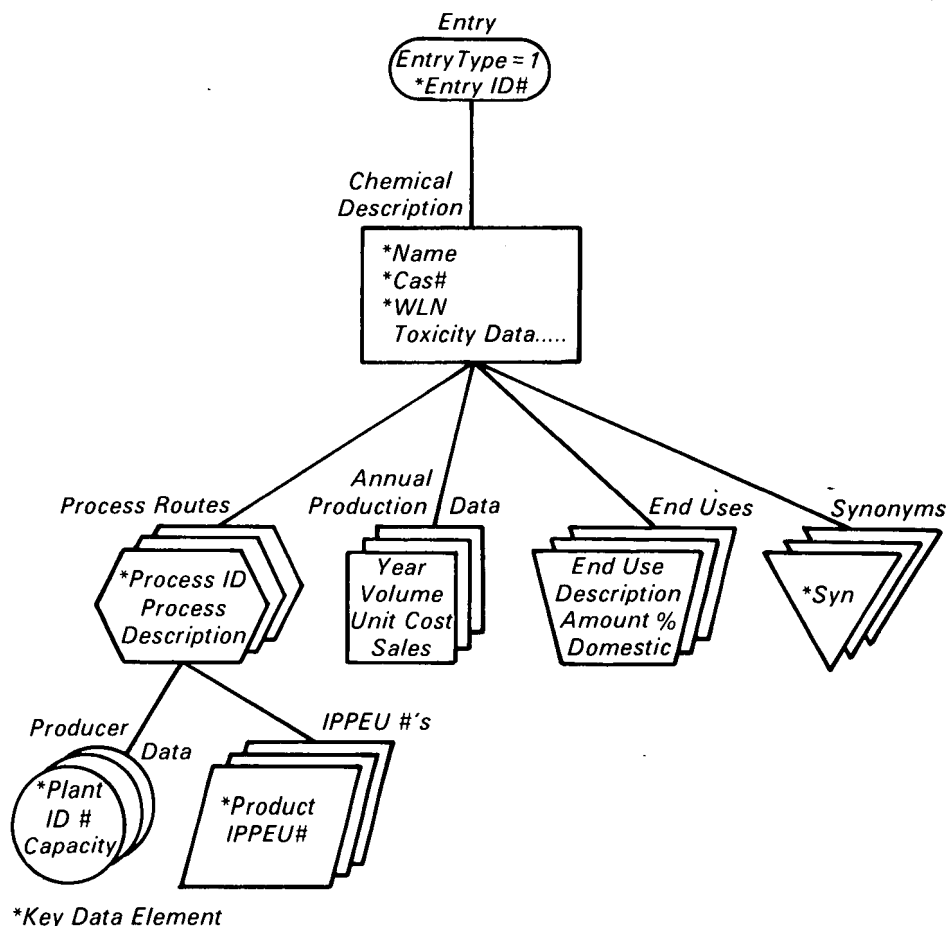 Entry
Entry Type = 1
*Entry ID#
Chemical
Description
*Name
*Cas#
*WLN
Toxicity Data.....
Process Routes
Annual
Production Data
End Uses
Synonyms
*Process ID
Process
Description
Year
Volume
Unit Cost
Sales
End Use
Description
Amount %
Domestic
*Syn
Producer
Data
IPPEU #'s
*Plant
ID #
Capacity
*Product
IPPEU#
*Key Data Element